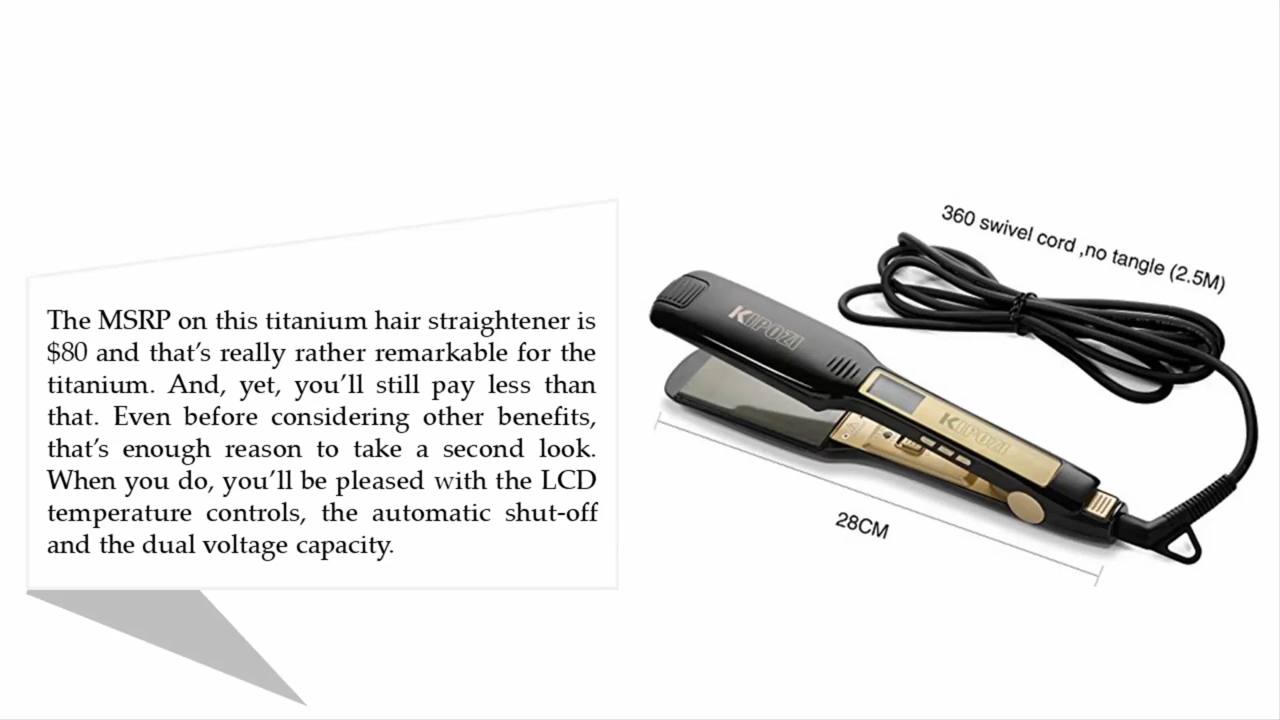 The MSRP on this titanium hair straightener is
$80 and that's really rather remarkable for the
titanium. And, yet, you'll still pay less than
that. Even before considering other benefits,
that's enough reason to take a second look.
When you do, you'll be pleased with the LCD
temperature controls, the automatic shut-off
and the dual voltage capacity.
360 swivel cord ,no tangle (2.5M)
KIPOZI
KIPOZI
28CM